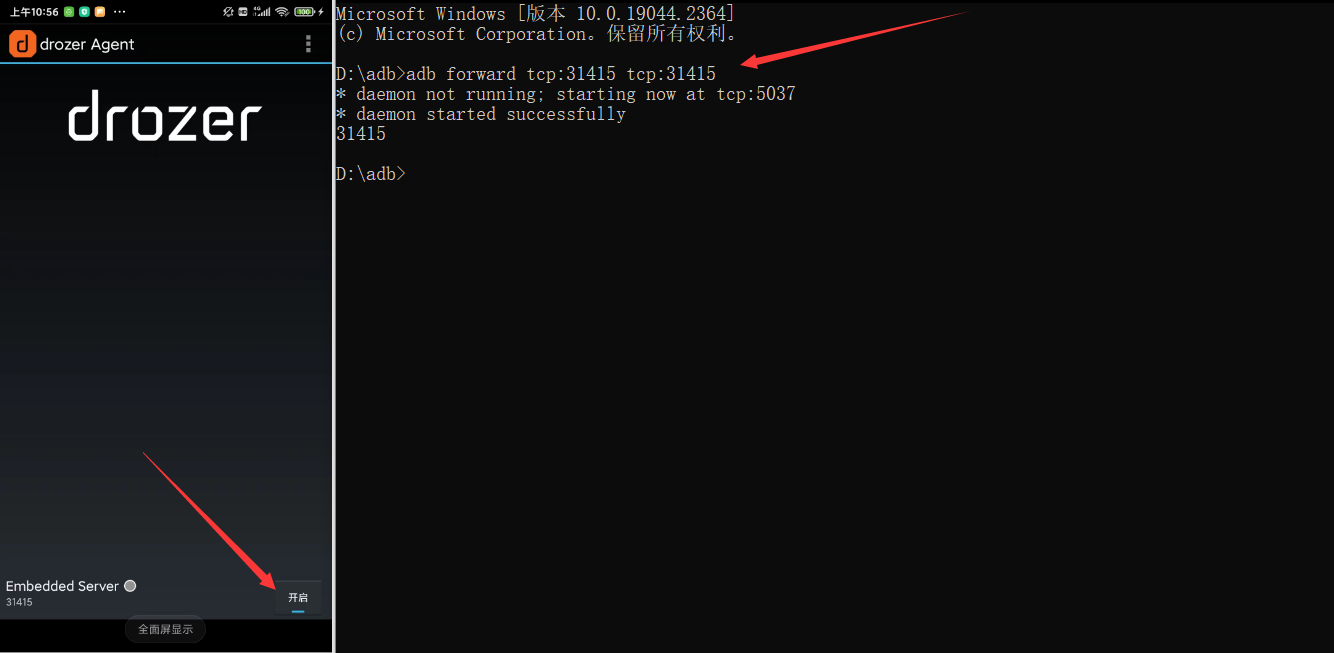 上午10:56
100
drozer Agent
drozer
Embedded Server
31415
开启
全面屏显示
Microsoft Windows [版本 10.0.19044.2364]
(c) Microsoft Corporation。保留所有权利。
D:\adb>adb forward tcp:31415 tcp:31415
* daemon not running; starting now at tcp:5037
* daemon started successfully
31415
D:\adb>